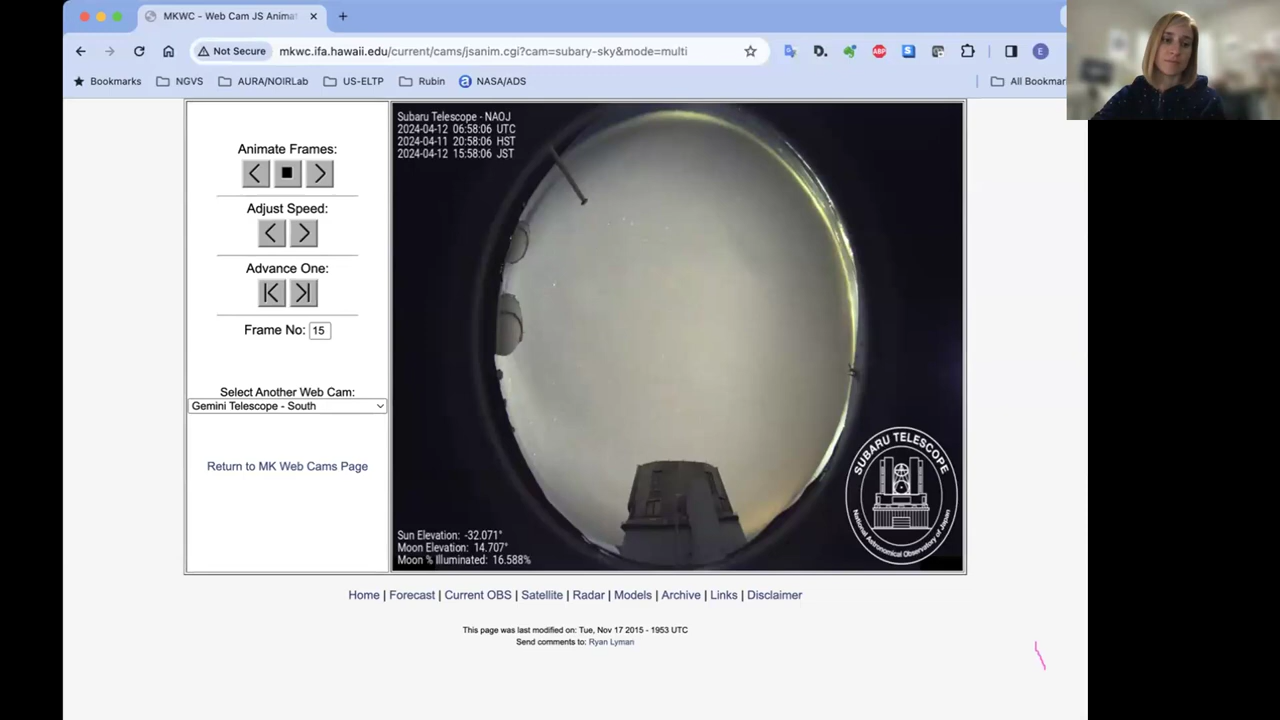 MKWC - Web Cam JS Anima
Not Secure
mkwc.ifa.hawaii.edu/current/cams/jsanim.cgi?cam=subary-sky&mode=multi
D.
ABP
S
E
Bookmarks
NGVS
AURA/NOIRLab
US-ELTP
Rubin
a NASA/ADS
All Bookmar
Animate Frames:
Adjust Speed:
Advance One:
Frame No: 15
Select Another Web Cam:
Gemini Telescope - South
Return to MK Web Cams Page
Subaru Telescope - NAOJ
2024-04-12 06:58:06 UTC
2024-04-11 20:58:06 HST
2024-04-12 15:58:06 JST
Sun Elevation: -32.071°
Moon Elevation: 14.707°
Moon % Illuminated: 16.588%
SUBARU TELESCOPE
National Astronomical Observatory of Japan
Home | Forecast | Current OBS | Satellite | Radar | Models | Archive | Links | Disclaimer
This page was last modified on: Tue, Nov 17 2015 - 1953 UTC
Send comments to: Ryan Lyman